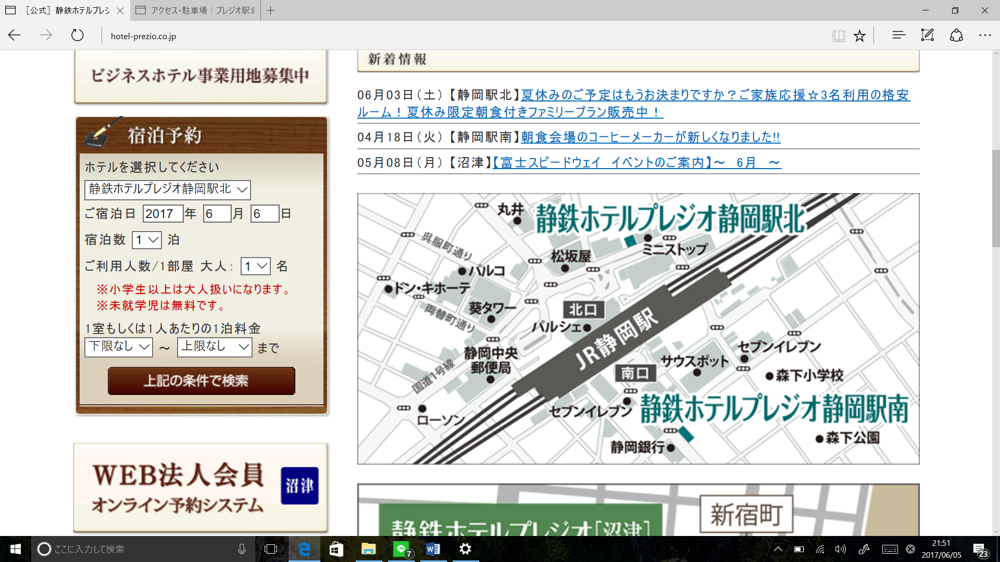 ［公式］静鉄ホテルプレジ
アクセス・駐車場｜プレジオ駅北
hotel-prezio.co.jp
ビジネスホテル事業用地募集中
宿泊予約
ホテルを選択してください
静鉄ホテルプレジオ静岡駅北
ご宿泊日 2017 年 6 月 6 日
宿泊数 1 泊
ご利用人数/1部屋 大人: 1 名
※小学生以上は大人扱いになります。
※未就学児は無料です。
1室もしくは1人あたりの1泊料金
下限なし ～ 上限なし まで
上記の条件で検索
WEB法人会員
オンライン予約システム
沼津
新着情報
06月03日(土)【静岡駅北】夏休みのご予定はもうお決まりですか？ご家族応援☆3名利用の格安
ルーム！夏休み限定朝食付きファミリープラン販売中！
04月18日(火)【静岡駅南】朝食会場のコーヒーメーカーが新しくなりました!!
05月08日(月)【沼津】【富士スピードウェイ　イベントのご案内】～　6月　～
丸井
静鉄ホテルプレジオ静岡駅北
呉服町通り
ミニストップ
松坂屋
パルコ
ドン・キホーテ
葵タワー
両替町通り
北口
パルシェ
JR静岡駅
静岡中央
郵便局
国道1号線
南口
サウスポット
セブンイレブン
森下小学校
セブンイレブン
静鉄ホテルプレジオ静岡駅南
ローソン
静岡銀行
森下公園
静鉄ホテルプレジオ［沼津］
新宿町
ここに入力して検索
7
21:51
2017/06/05
23